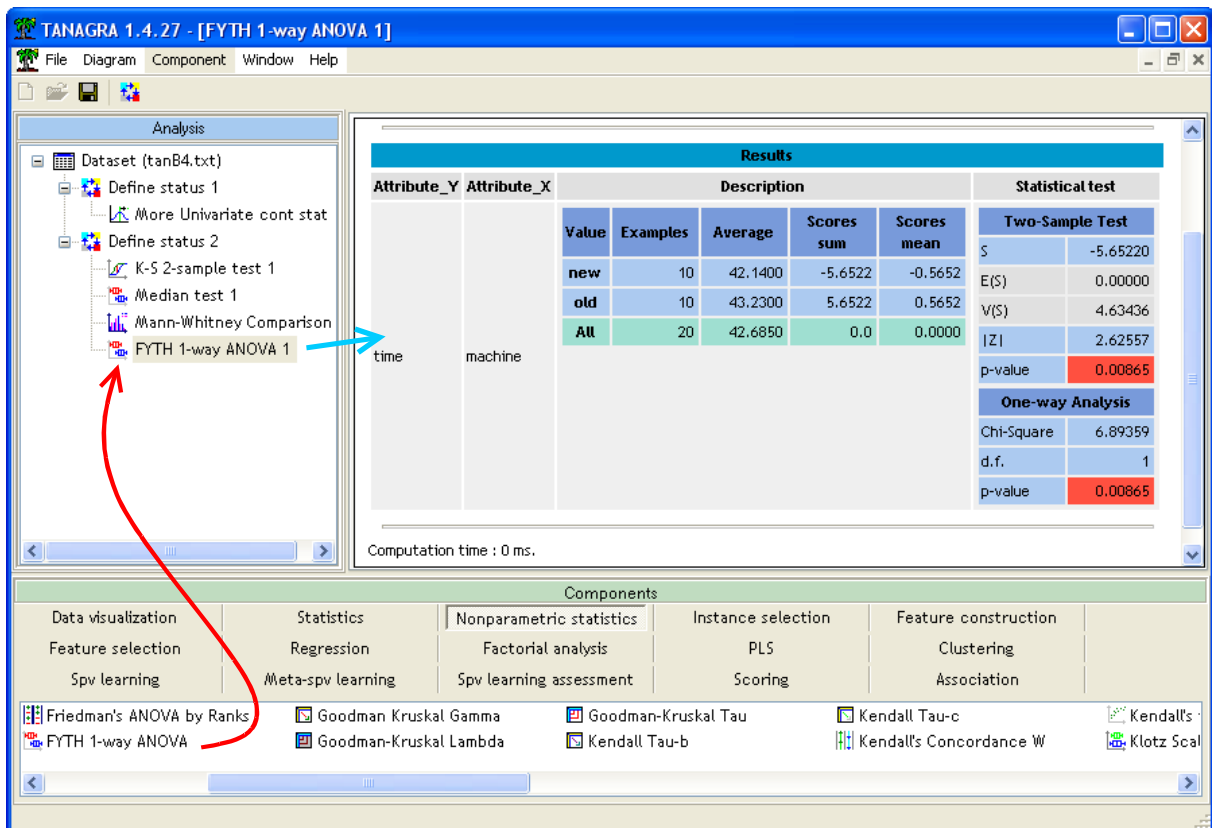 TANAGRA 1.4.27 - [FYTH 1-way ANOVA 1]
File Diagram Component Window Help
Analysis
Dataset (tanB4.txt)
Define status 1
More Univariate cont stat
Define status 2
K-S 2-sample test 1
Median test 1
Mann-Whitney Comparison
FYTH 1-way ANOVA 1
Results
Attribute_Y Attribute_X Description Statistical test
Value Examples Average Scores sum Scores mean
new 10 42.1400 -5.6522 -0.5652
old 10 43.2300 5.6522 0.5652
All 20 42.6850 0.0 0.0000
time machine
Two-Sample Test
S -5.65220
E(S) 0.00000
V(S) 4.63436
|Z| 2.62557
p-value 0.00865
One-way Analysis
Chi-Square 6.89359
d.f. 1
p-value 0.00865
Computation time : 0 ms.
Components
Data visualization Statistics Nonparametric statistics Instance selection Feature construction
Feature selection Regression Factorial analysis PLS Clustering
Spv learning Meta-spv learning Spv learning assessment Scoring Association
Friedman's ANOVA by Ranks Goodman Kruskal Gamma Goodman-Kruskal Tau Kendall Tau-c Kendall's
FYTH 1-way ANOVA Goodman-Kruskal Lambda Kendall Tau-b Kendall's Concordance W Klotz Scal